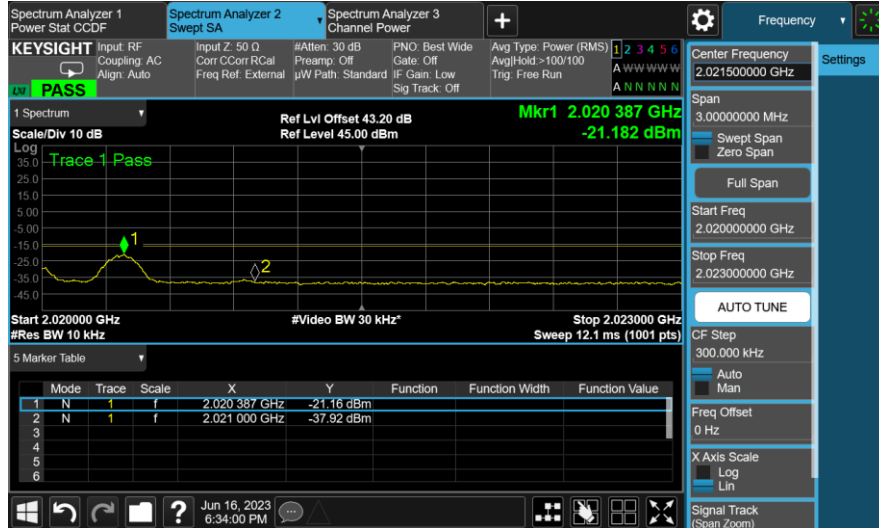 Spectrum Analyzer 1
Power Stat CCDF
Spectrum Analyzer 2
Swept SA
Spectrum Analyzer 3
Channel Power
+
Frequency
KEYSIGHT
Input: RF
Coupling: AC
Align: Auto
Input Z: 50 Ω
Corr CCorr RCal
Freq Ref: External
#Atten: 30 dB
Preamp: Off
µW Path: Standard
PNO: Best Wide
Gate: Off
IF Gain: Low
Sig Track: Off
Avg Type: Power (RMS)
Avg|Hold:>100/100
Trig: Free Run
1 2 3 4 5 6
A W W W W W
A N N N N N
LXI
PASS
1 Spectrum
Scale/Div 10 dB
Ref Lvl Offset 43.20 dB
Ref Level 45.00 dBm
Mkr1 2.020 387 GHz
-21.182 dBm
Log
Trace 1 Pass
35.0
25.0
15.0
5.00
-5.00
-15.0
-25.0
-35.0
-45.0
1
2
Start 2.020000 GHz
#Video BW 30 kHz*
Stop 2.023000 GHz
#Res BW 10 kHz
Sweep 12.1 ms (1001 pts)
5 Marker Table
Mode Trace Scale X Y Function Function Width Function Value
1 N 1 f 2.020 387 GHz -21.16 dBm
2 N 1 f 2.021 000 GHz -37.92 dBm
3
4
5
6
Jun 16, 2023
6:34:00 PM
?
Center Frequency
2.021500000 GHz
Settings
Span
3.00000000 MHz
Swept Span
Zero Span
Full Span
Start Freq
2.020000000 GHz
Stop Freq
2.023000000 GHz
AUTO TUNE
CF Step
300.000 kHz
Auto
Man
Freq Offset
0 Hz
X Axis Scale
Log
Lin
Signal Track
(Span Zoom)